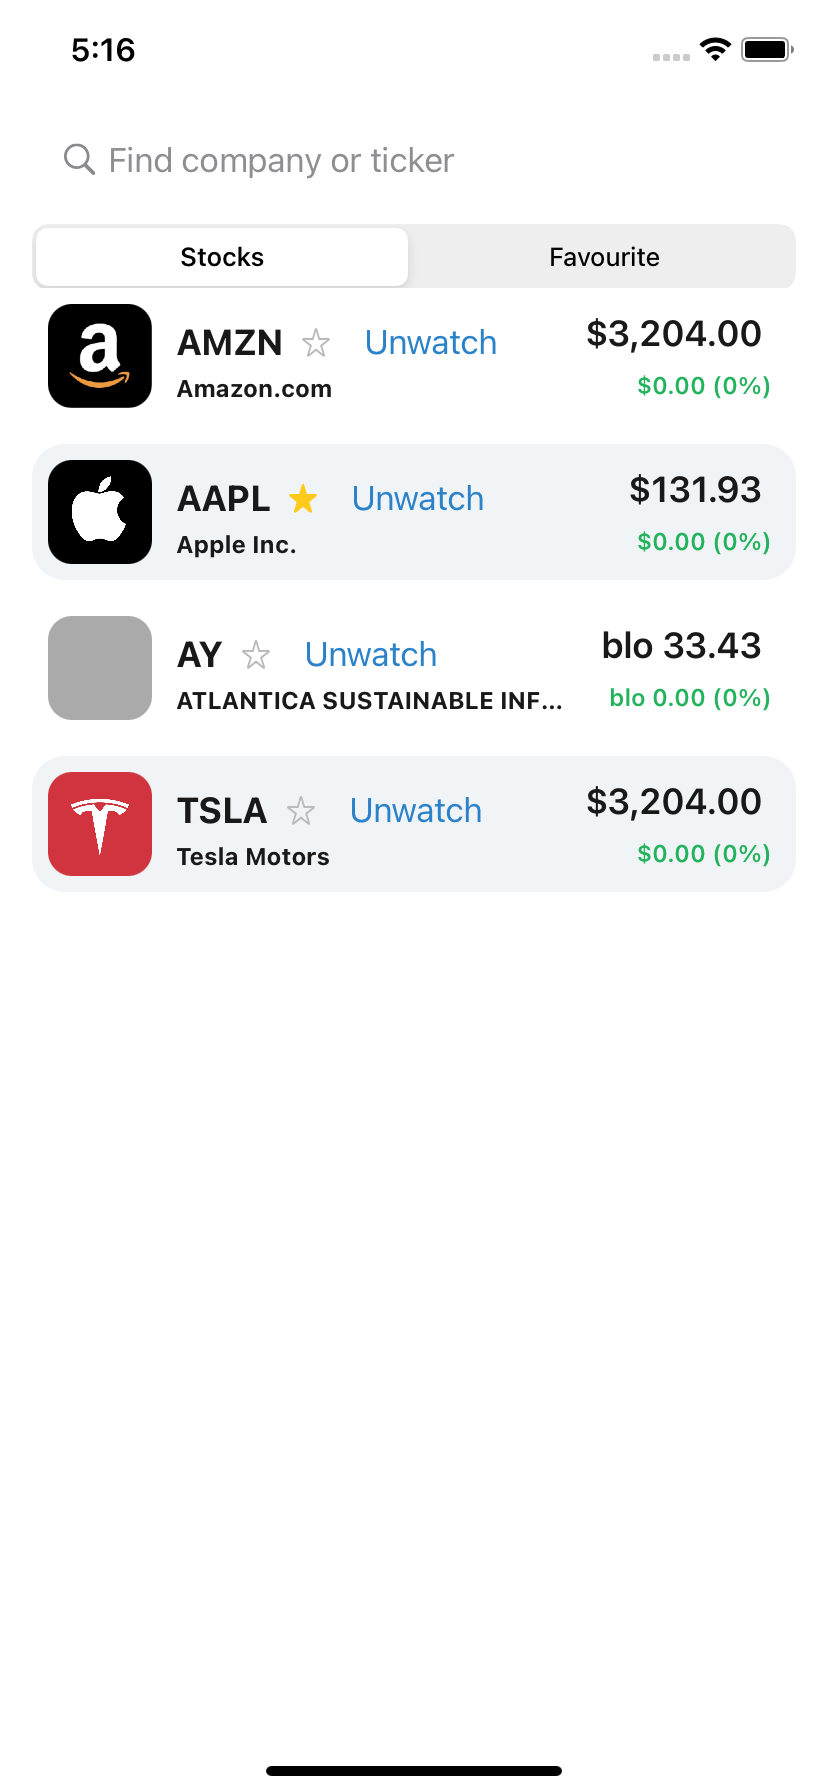 5:16
Find company or ticker
Stocks Favourite
AMZN Unwatch $3,204.00
Amazon.com $0.00 (0%)
AAPL Unwatch $131.93
Apple Inc. $0.00 (0%)
AY Unwatch blo 33.43
ATLANTICA SUSTAINABLE INF... blo 0.00 (0%)
TSLA Unwatch $3,204.00
Tesla Motors $0.00 (0%)